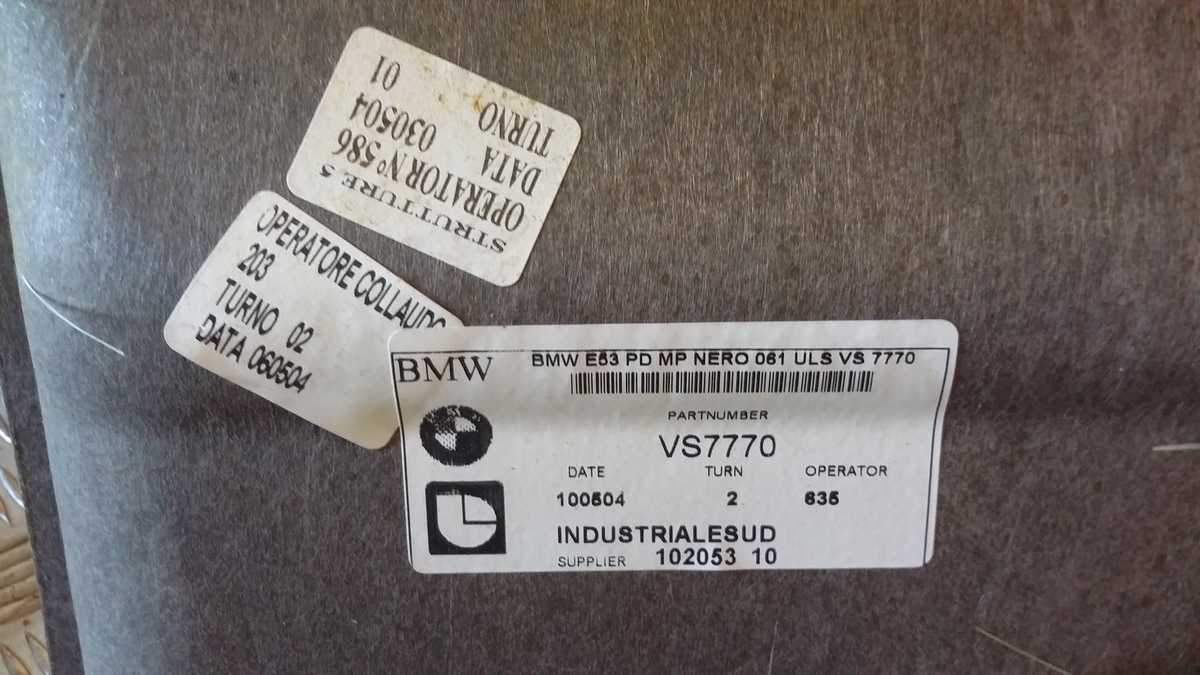 STRUTTURE 5
OPERATOR N° 586
DATA 030504
TURNO 01
OPERATORE COLLAUDO
203
TURNO 02
DATA 060504
BMW
BMW E53 PD MP NERO 061 ULS VS 7770
PARTNUMBER
VS7770
DATE TURN OPERATOR
100504 2 635
INDUSTRIALESUD
SUPPLIER 102053 10